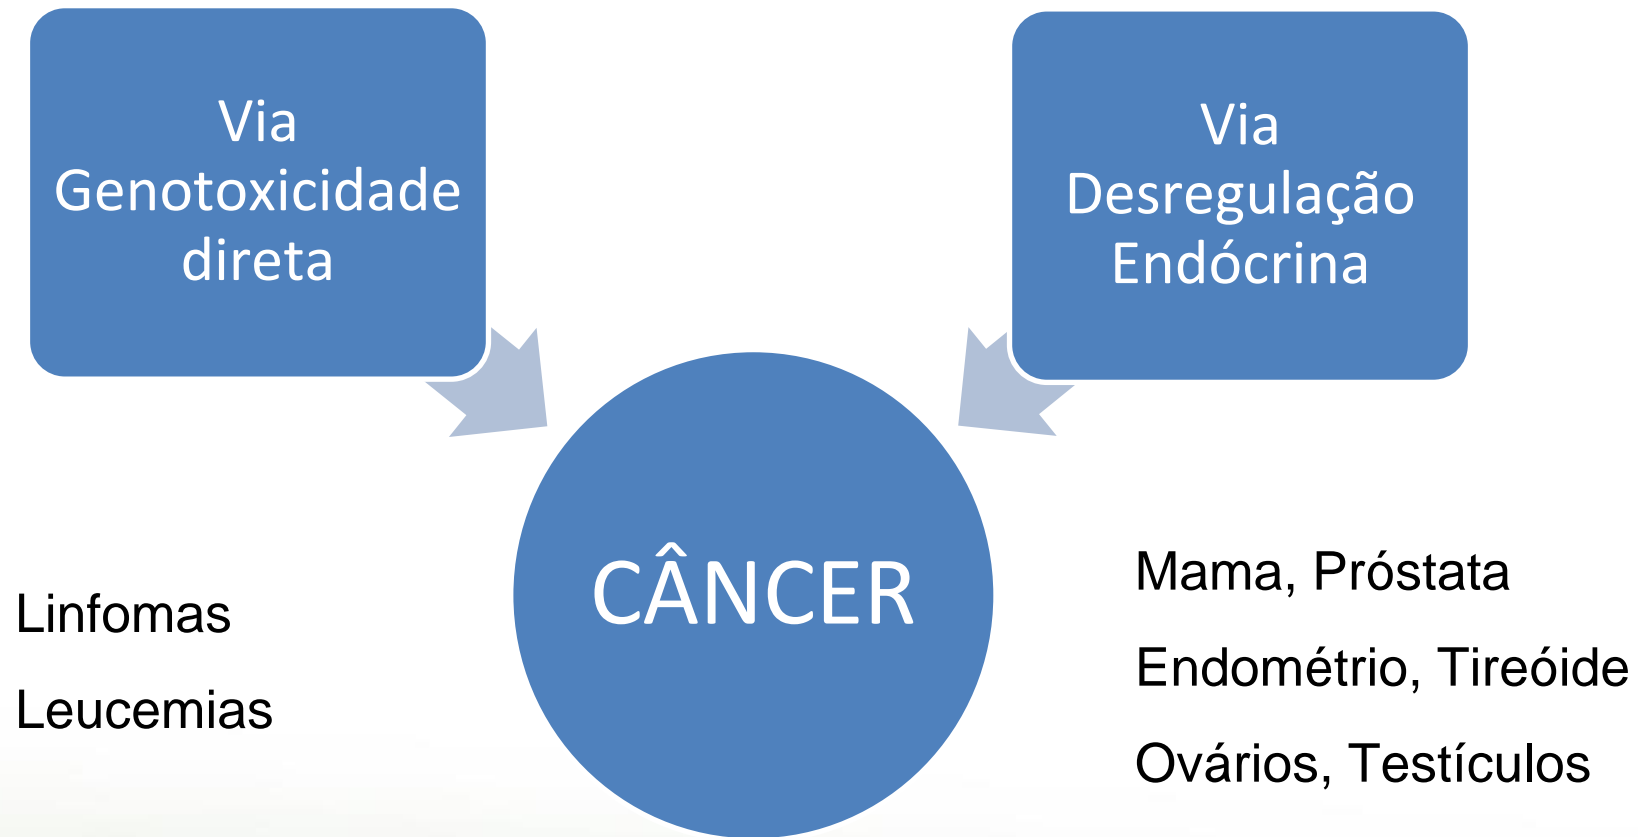 Via
Genotoxicidade
direta
Via
Desregulação
Endócrina
CÂNCER
Linfomas
Leucemias
Mama, Próstata
Endométrio, Tireóide
Ovários, Testículos